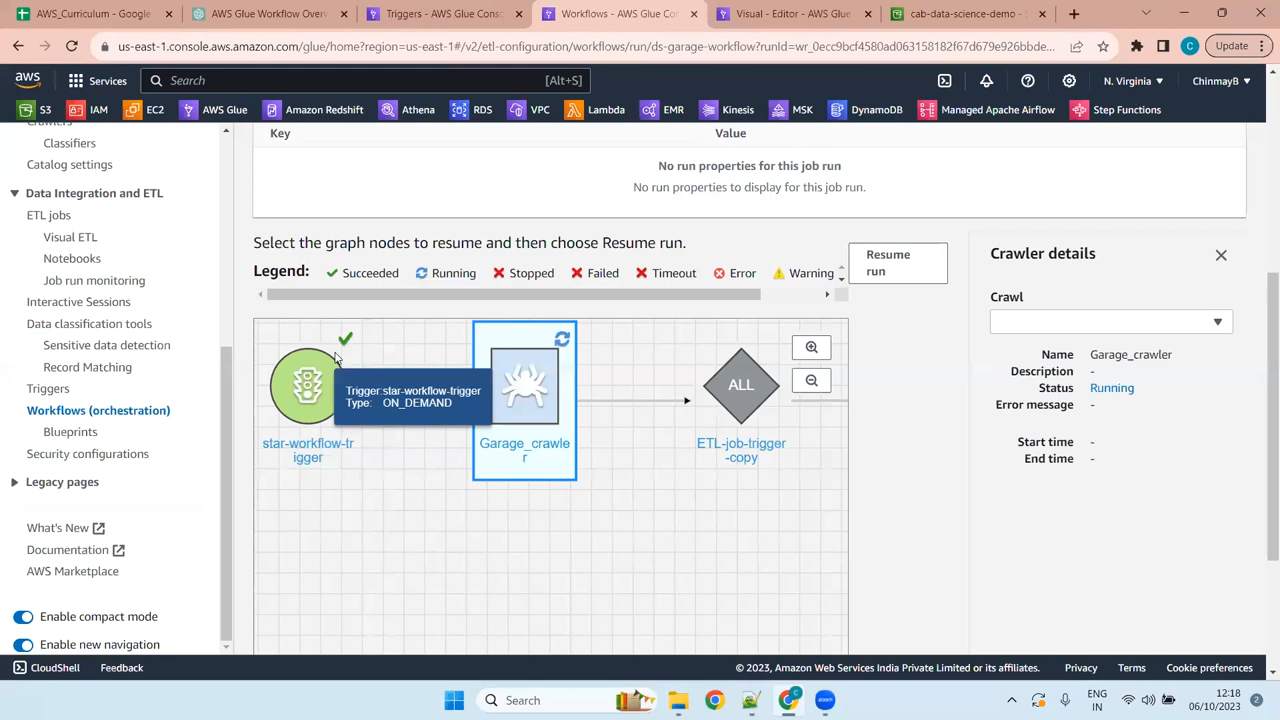 AWS_Curriculum - Google
AWS Glue Workflow Overv
Triggers - AWS Glue Conso
Workflows - AWS Glue Con
Visual - Editor - AWS Glue
cab-data-science-demo -
us-east-1.console.aws.amazon.com/glue/home?region=us-east-1#/v2/etl-configuration/workflows/run/ds-garage-workflow?runId=wr_0ecc9bcf4580ad063158182f67d679e926bbde...
C
Update
aws
Services
Search
[Alt+S]
N. Virginia
ChinmayB
S3
IAM
EC2
AWS Glue
Amazon Redshift
Athena
RDS
VPC
Lambda
EMR
Kinesis
MSK
DynamoDB
Managed Apache Airflow
Step Functions
Crawlers
Classifiers
Catalog settings
Data Integration and ETL
ETL jobs
Visual ETL
Notebooks
Job run monitoring
Interactive Sessions
Data classification tools
Sensitive data detection
Record Matching
Triggers
Workflows (orchestration)
Blueprints
Security configurations
Legacy pages
What's New
Documentation
AWS Marketplace
Enable compact mode
Enable new navigation
Key
Value
No run properties for this job run
No run properties to display for this job run.
Select the graph nodes to resume and then choose Resume run.
Resume
run
Legend:
Succeeded
Running
Stopped
Failed
Timeout
Error
Warning
Trigger:star-workflow-trigger
Type: ON_DEMAND
star-workflow-tr
igger
Garage_crawle
r
ALL
ETL-job-trigger
-copy
Crawler details
Crawl
Name Garage_crawler
Description -
Status Running
Error message -
Start time -
End time -
CloudShell
Feedback
© 2023, Amazon Web Services India Private Limited or its affiliates.
Privacy
Terms
Cookie preferences
Search
zoom
ENG
IN
12:18
06/10/2023
2